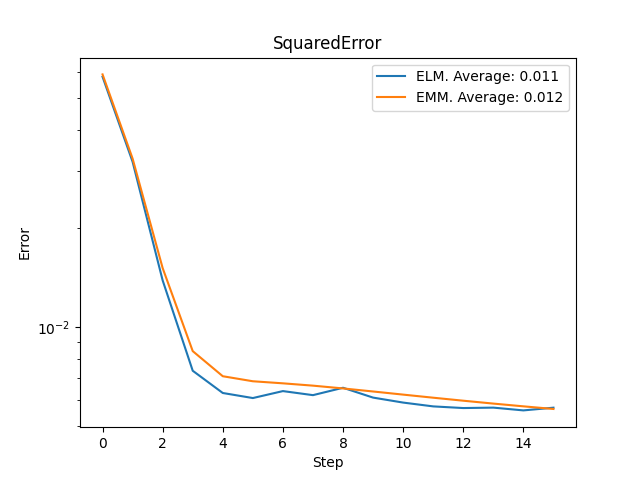 SquaredError
ELM. Average: 0.011
EMM. Average: 0.012
Error
10⁻²
0 2 4 6 8 10 12 14
Step